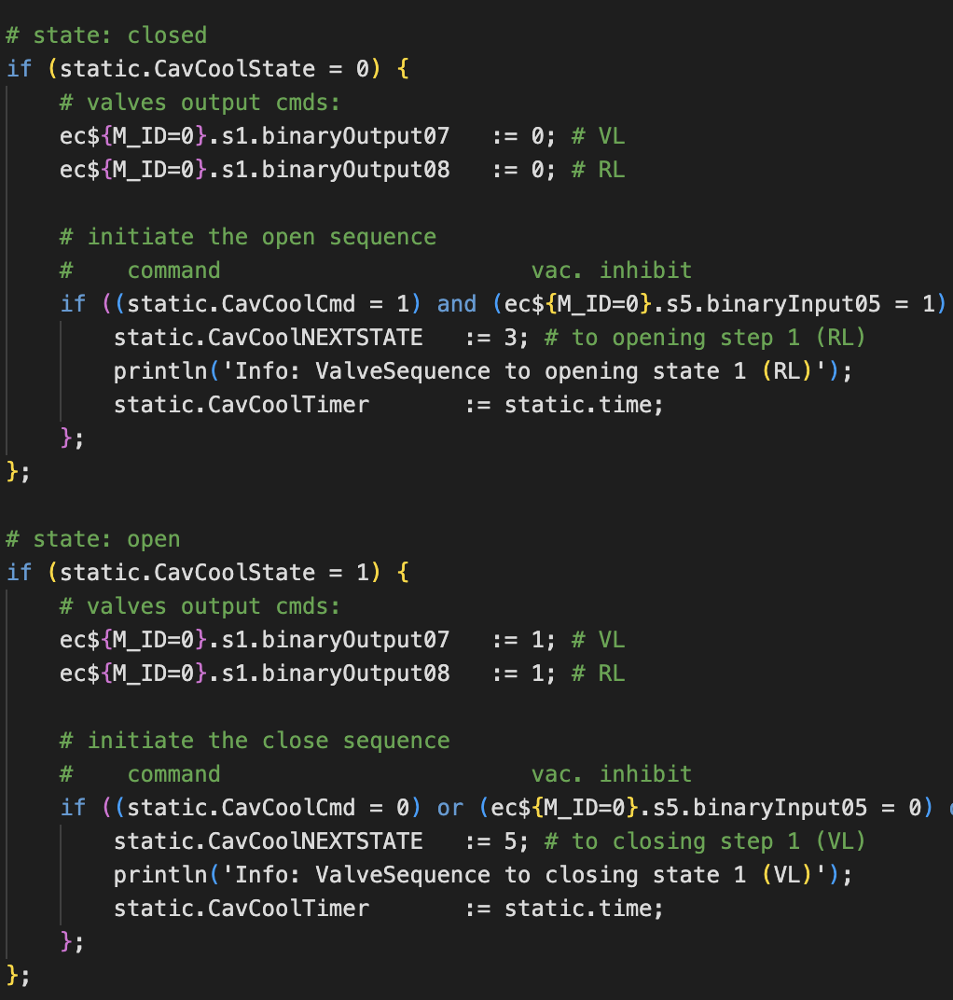 # state: closed
if (static.CavCoolState = 0) {
    # valves output cmds:
    ec${M_ID=0}.s1.binaryOutput07   := 0; # VL
    ec${M_ID=0}.s1.binaryOutput08   := 0; # RL

    # initiate the open sequence
    #    command                       vac. inhibit
    if ((static.CavCoolCmd = 1) and (ec${M_ID=0}.s5.binaryInput05 = 1)
        static.CavCoolNEXTSTATE   := 3; # to opening step 1 (RL)
        println('Info: ValveSequence to opening state 1 (RL)');
        static.CavCoolTimer       := static.time;
    };
};

# state: open
if (static.CavCoolState = 1) {
    # valves output cmds:
    ec${M_ID=0}.s1.binaryOutput07   := 1; # VL
    ec${M_ID=0}.s1.binaryOutput08   := 1; # RL

    # initiate the close sequence
    #    command                       vac. inhibit
    if ((static.CavCoolCmd = 0) or (ec${M_ID=0}.s5.binaryInput05 = 0)
        static.CavCoolNEXTSTATE   := 5; # to closing step 1 (VL)
        println('Info: ValveSequence to closing state 1 (VL)');
        static.CavCoolTimer       := static.time;
    };
};